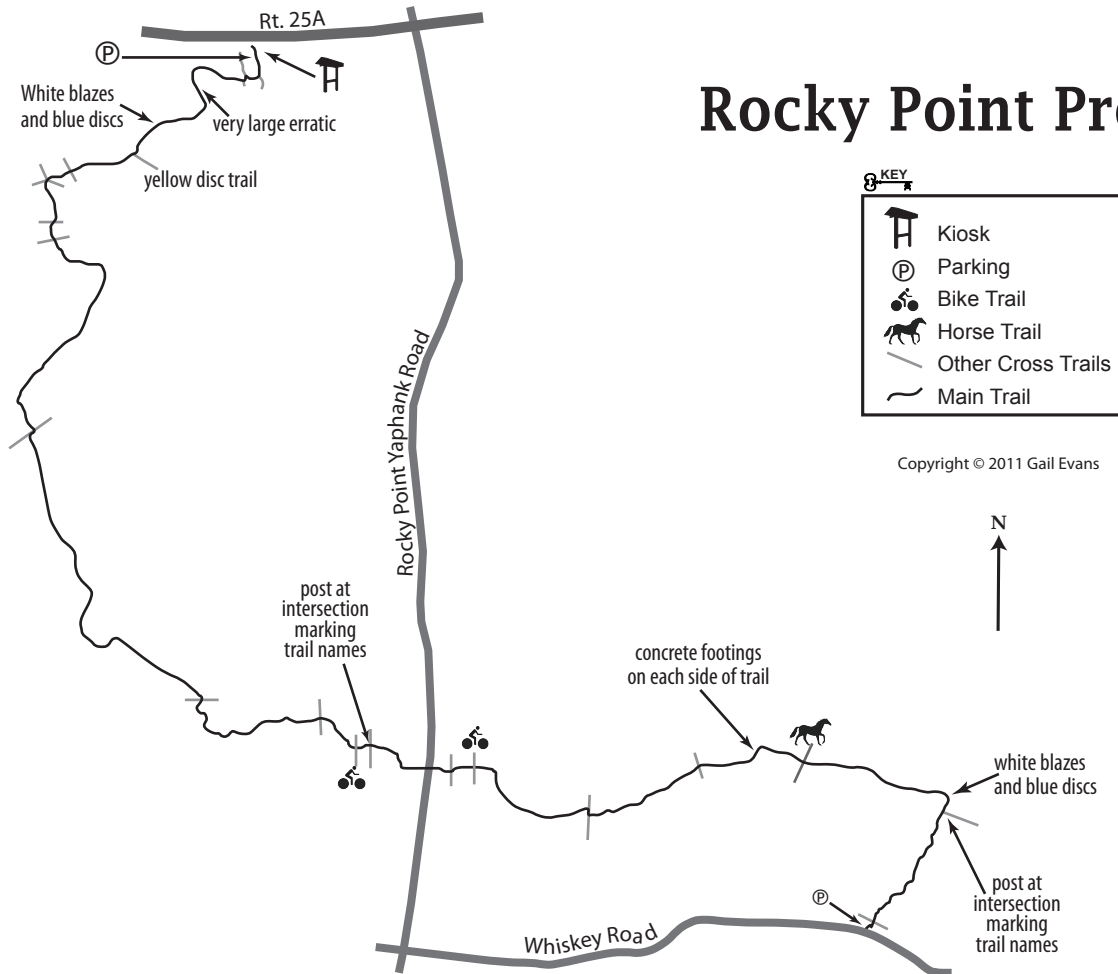 Rt. 25A
P
White blazes
and blue discs
very large erratic
yellow disc trail
Rocky Point Pr
KEY
Kiosk
P Parking
Bike Trail
Horse Trail
Other Cross Trails
Main Trail
Copyright © 2011 Gail Evans
N
Rocky Point Yaphank Road
post at
intersection
marking
trail names
concrete footings
on each side of trail
white blazes
and blue discs
P
post at
intersection
marking
trail names
Whiskey Road